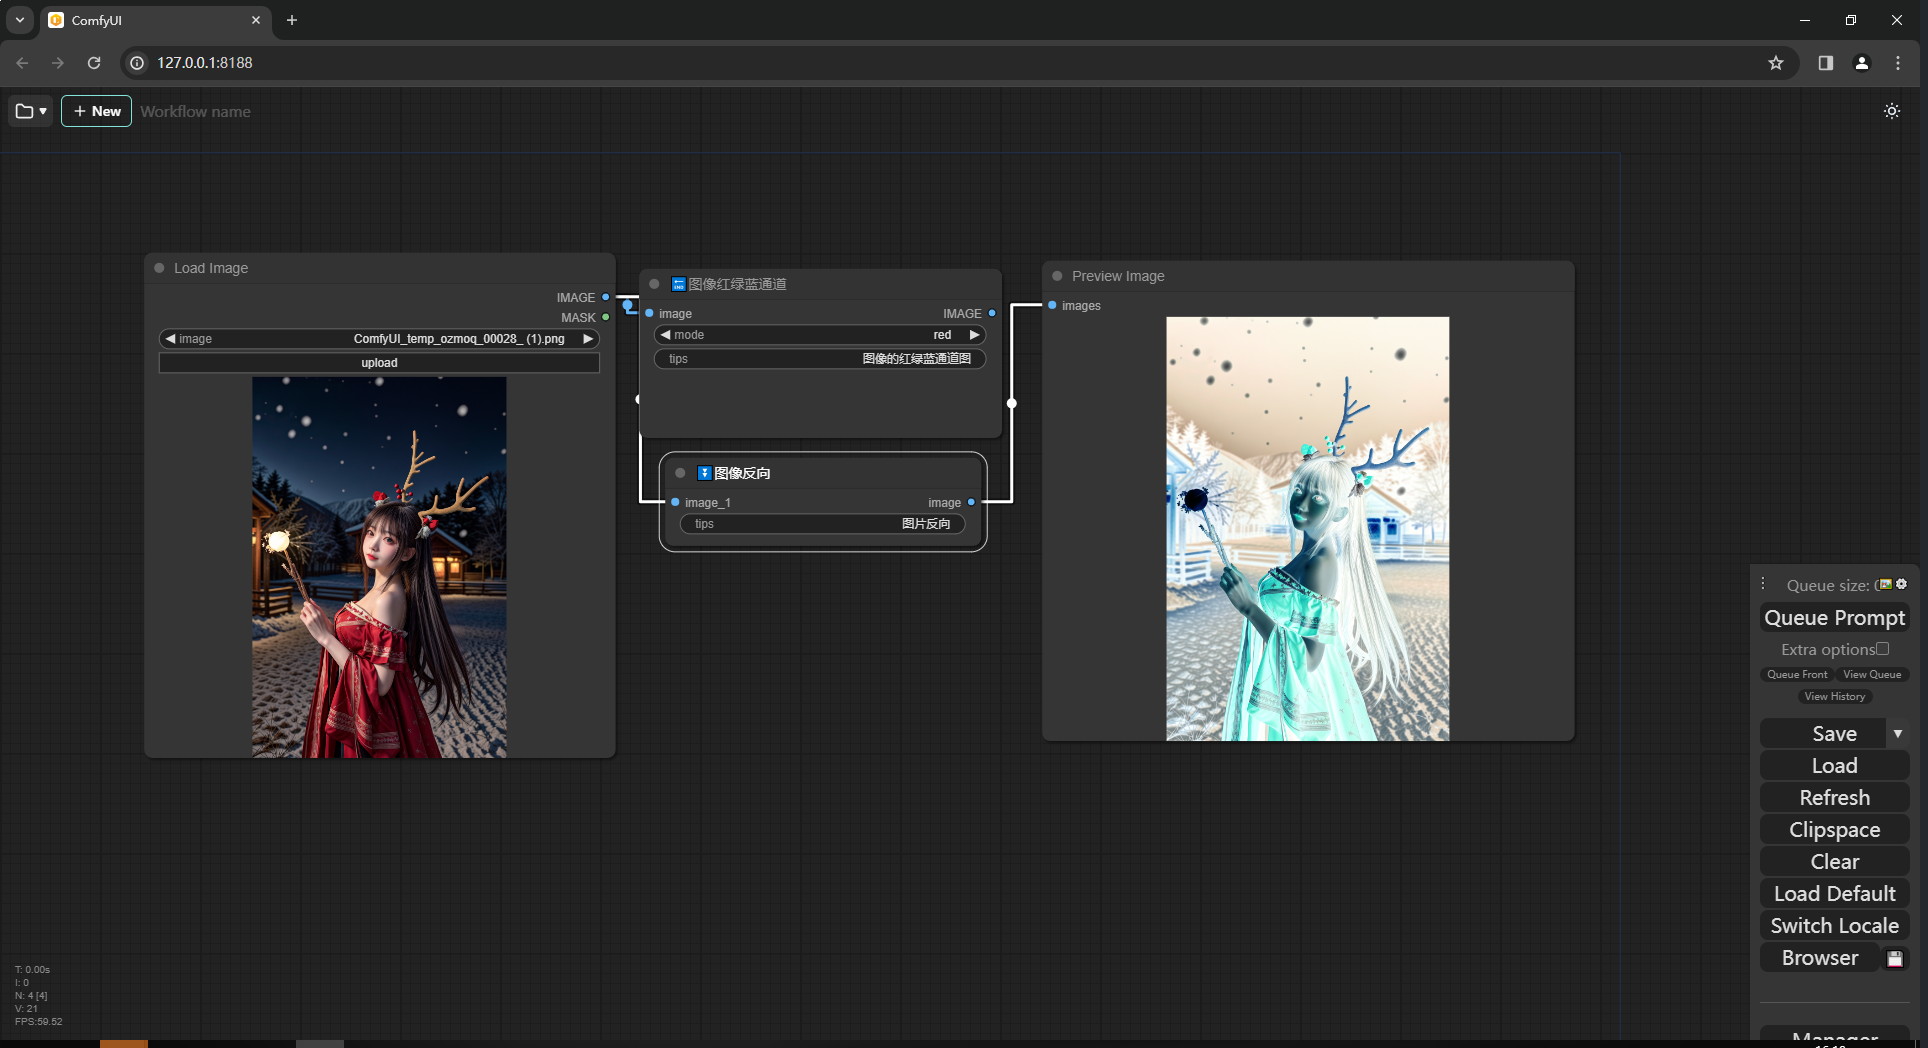 ComfyUI
127.0.0.1:8188
+ New
Workflow name
Load Image
IMAGE
MASK
image ComfyUI_temp_ozmoq_00028_ (1).png
upload
图像红绿蓝通道
image IMAGE
mode red
tips 图像的红绿蓝通道图
图像反向
image_1 image
tips 图片反向
Preview Image
images
Queue size:
Queue Prompt
Extra options
Queue Front View Queue
View History
Save
Load
Refresh
Clipspace
Clear
Load Default
Switch Locale
Browser
Manager
T: 0.00s
I: 0
N: 4 [4]
V: 21
FPS:59.52